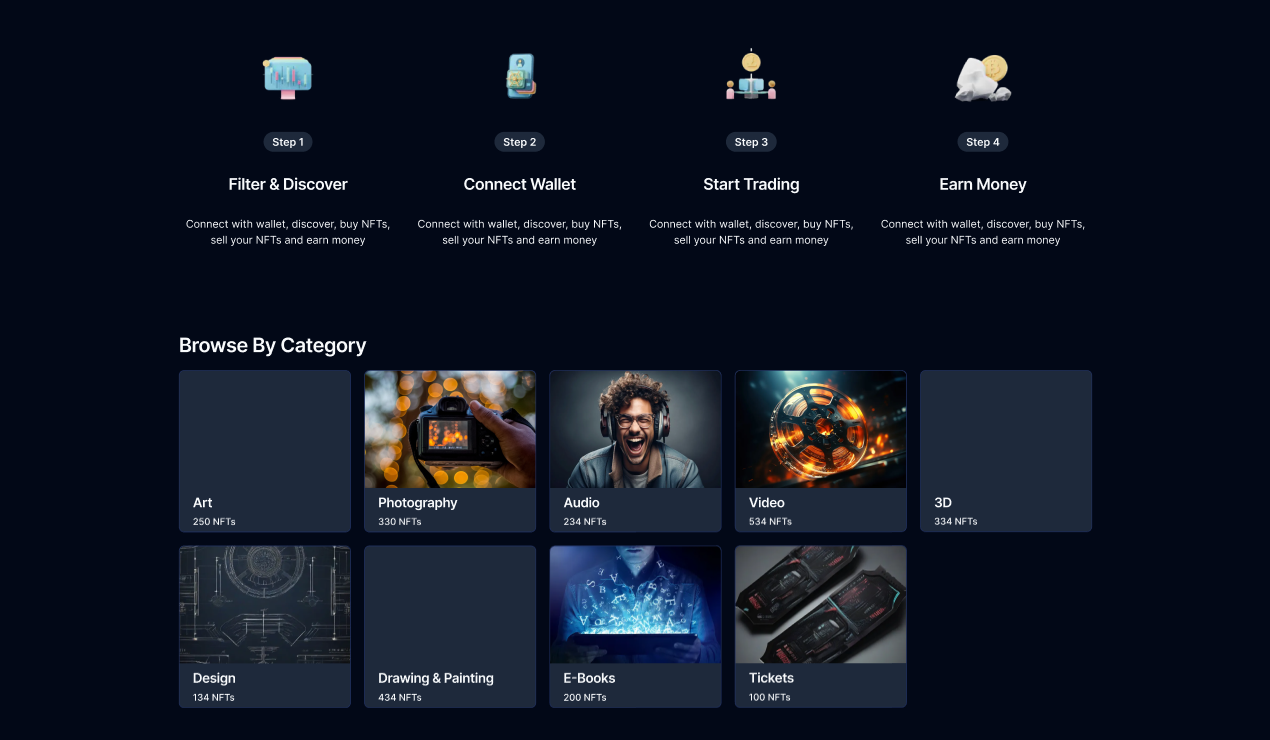 Step 1
Step 2
Step 3
Step 4
Filter & Discover
Connect Wallet
Start Trading
Earn Money
Connect with wallet, discover, buy NFTs,
sell your NFTs and earn money
Connect with wallet, discover, buy NFTs,
sell your NFTs and earn money
Connect with wallet, discover, buy NFTs,
sell your NFTs and earn money
Connect with wallet, discover, buy NFTs,
sell your NFTs and earn money
Browse By Category
Art
250 NFTs
Photography
330 NFTs
Audio
234 NFTs
Video
534 NFTs
3D
334 NFTs
Design
134 NFTs
Drawing & Painting
434 NFTs
E-Books
200 NFTs
Tickets
100 NFTs